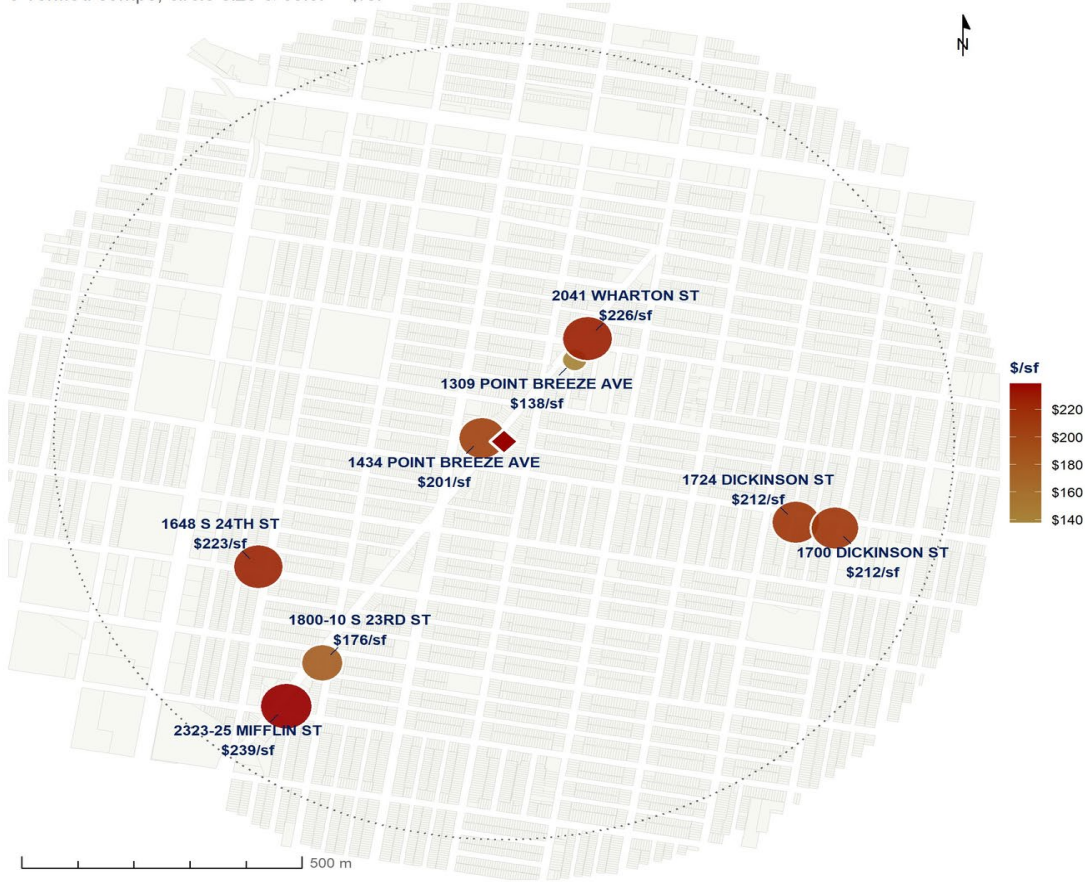 N
2041 WHARTON ST
$226/sf
1309 POINT BREEZE AVE
$138/sf
1434 POINT BREEZE AVE
$201/sf
1724 DICKINSON ST
$212/sf
1700 DICKINSON ST
$212/sf
1648 S 24TH ST
$223/sf
1800-10 S 23RD ST
$176/sf
2323-25 MIFFLIN ST
$239/sf
$/sf
$220
$200
$180
$160
$140
500 m